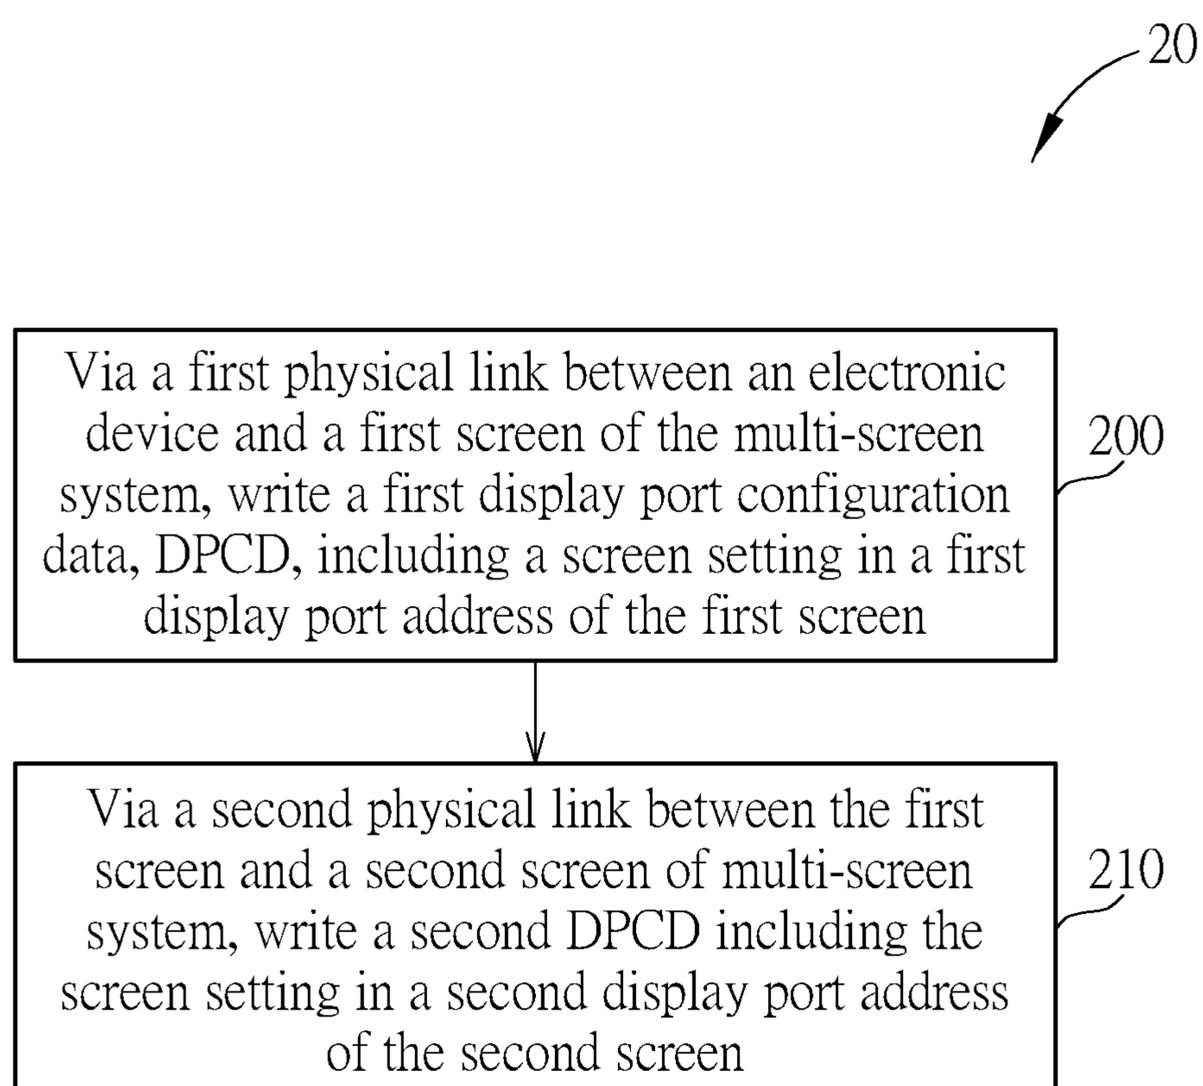 20
Via a first physical link between an electronic
device and a first screen of the multi-screen
system, write a first display port configuration
data, DPCD, including a screen setting in a first
display port address of the first screen
200
Via a second physical link between the first
screen and a second screen of multi-screen
system, write a second DPCD including the
screen setting in a second display port address
of the second screen
210